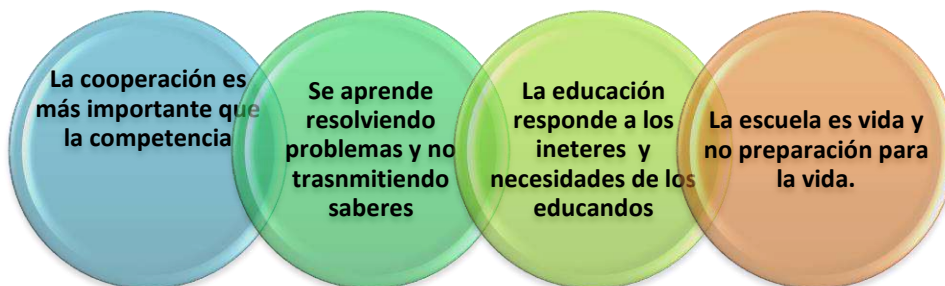 La cooperación es
más importante que
la competencia
Se aprende
resolviendo
problemas y no
trasnmitiendo
saberes
La educación
responde a los
ineteres y
necesidades de los
educandos
La escuela es vida y
no preparación para
la vida.